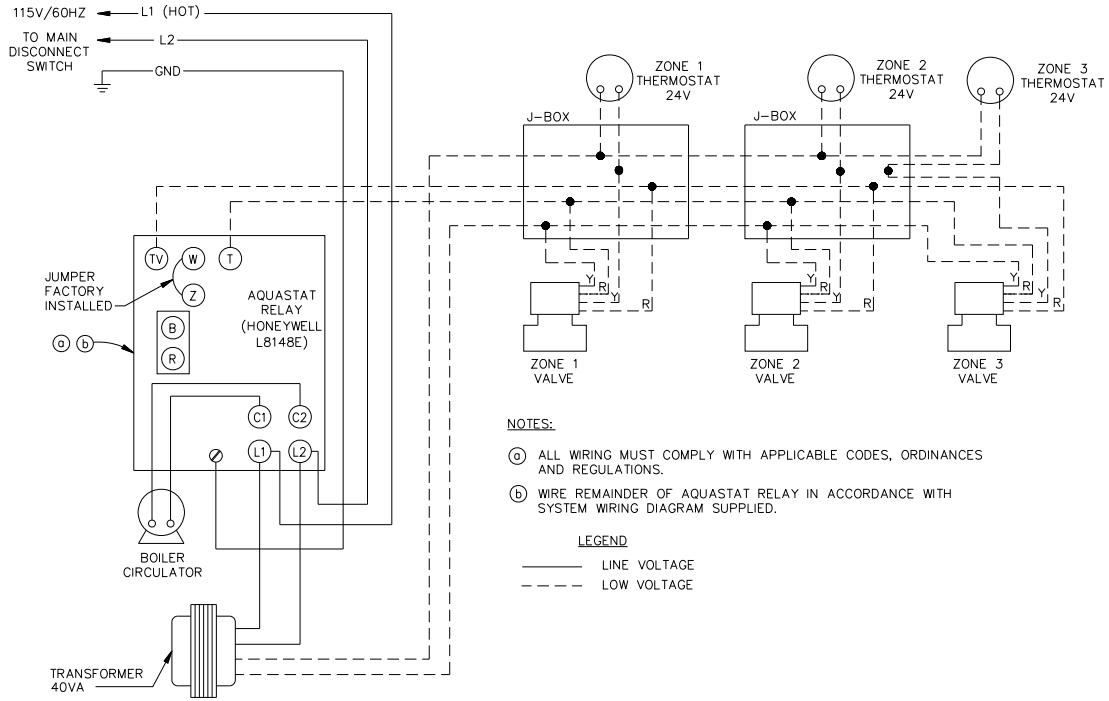 115V/60HZ
L1 (HOT)
TO MAIN
DISCONNECT
SWITCH
L2
GND
ZONE 1
THERMOSTAT
24V
ZONE 2
THERMOSTAT
24V
ZONE 3
THERMOSTAT
24V
J-BOX
J-BOX
TV
W
T
Z
B
R
JUMPER
FACTORY
INSTALLED
AQUASTAT
RELAY
(HONEYWELL
L8148E)
a b
C1
C2
L1
L2
Y
R
Y
R
Y
R
Y
R
Y
R
Y
R
ZONE 1
VALVE
ZONE 2
VALVE
ZONE 3
VALVE
BOILER
CIRCULATOR
TRANSFORMER
40VA
NOTES:
a ALL WIRING MUST COMPLY WITH APPLICABLE CODES, ORDINANCES
AND REGULATIONS.
b WIRE REMAINDER OF AQUASTAT RELAY IN ACCORDANCE WITH
SYSTEM WIRING DIAGRAM SUPPLIED.
LEGEND
LINE VOLTAGE
LOW VOLTAGE